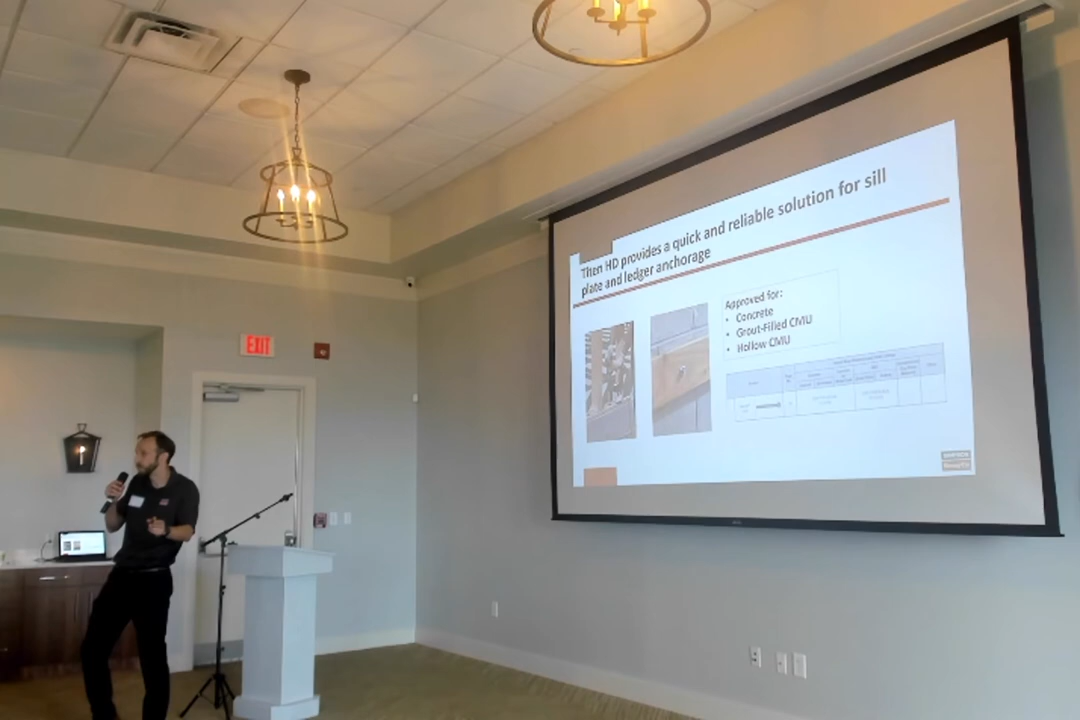 Then HD provides a quick and reliable solution for sill
plate and ledger anchorage
Approved for:
• Concrete
• Grout-Filled CMU
• Hollow CMU
EXIT